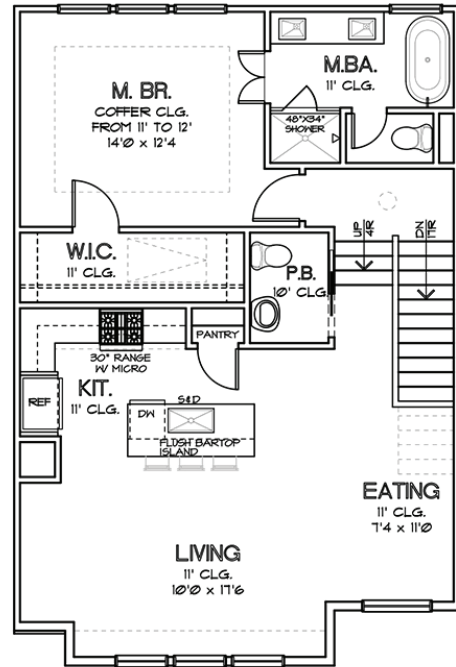 M. BR.
COFFER CLG.
FROM 11' TO 12'
14'0 x 12'4
M.BA.
11' CLG.
48"X34"
SHOWER
W.I.C.
11' CLG.
P.B.
10' CLG.
UP
4R
DN
17R
PANTRY
30" RANGE
W/ MICRO
KIT.
11' CLG.
REF
S&D
DW
FLUSH BARTOP
ISLAND
EATING
11' CLG.
7'4 x 11'0
LIVING
11' CLG.
10'0 x 17'6